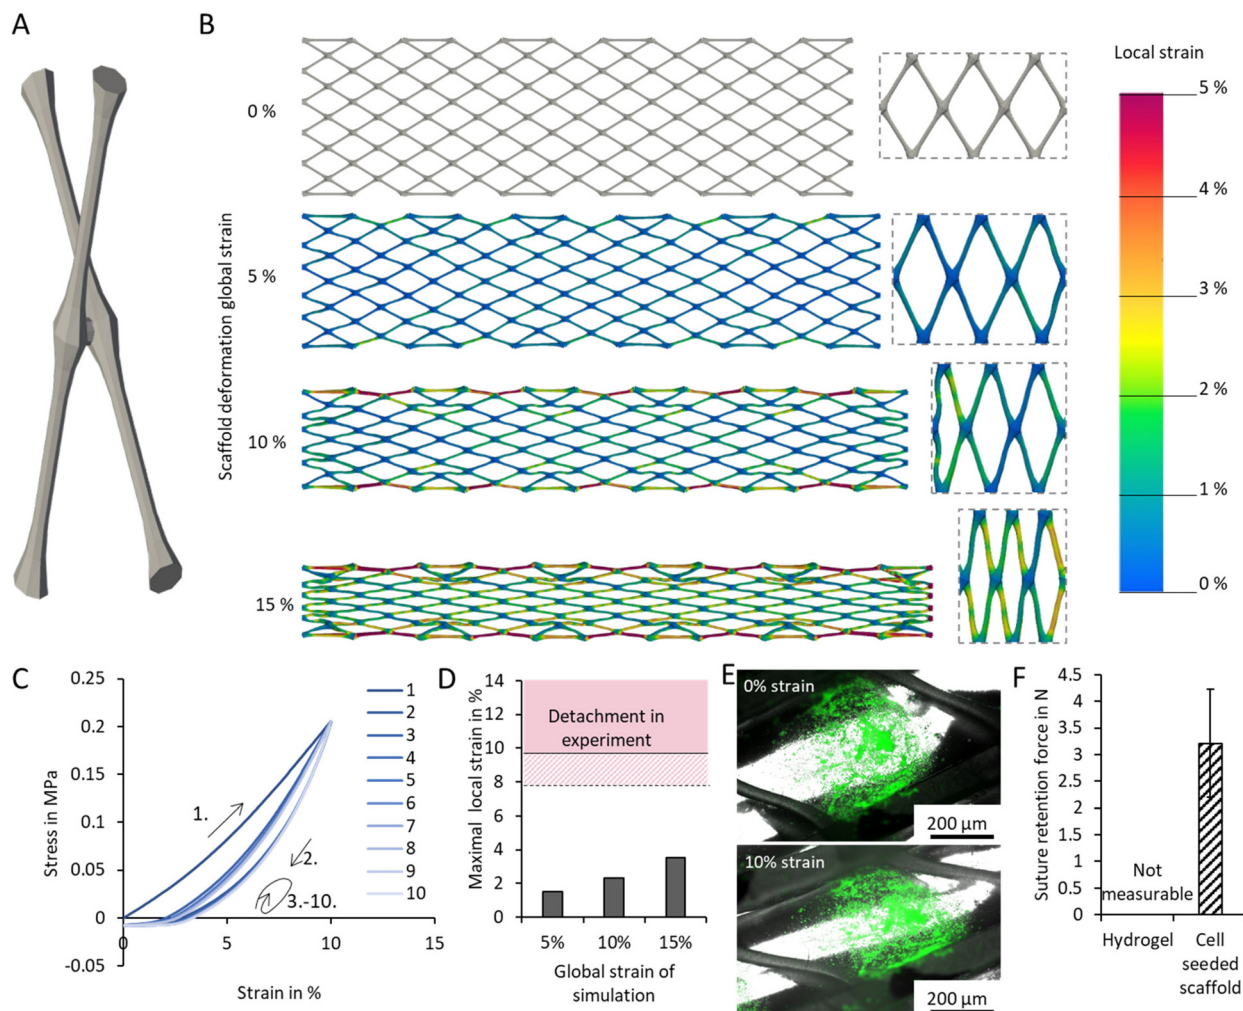 A
B
Local strain
5 %
4 %
3 %
2 %
1 %
0 %
Scaffold deformation global strain
0 %
5 %
10 %
15 %
C
0.25
0.2
0.15
0.1
0.05
0
-0.05
Stress in MPa
0
5
10
15
Strain in %
1.
2.
3.-10.
1
2
3
4
5
6
7
8
9
10
D
14
12
10
8
6
4
2
0
Maximal local strain in %
Detachment in
experiment
5%
10%
15%
Global strain of
simulation
E
0% strain
200 µm
10% strain
200 µm
F
4.5
4
3.5
3
2.5
2
1.5
1
0.5
0
Suture retention force in N
Not
measurable
Hydrogel
Cell
seeded
scaffold